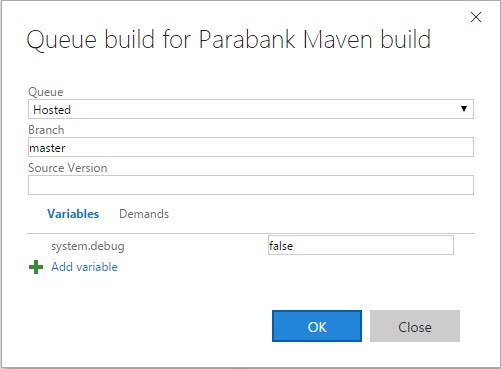 Queue build for Parabank Maven build
Queue
Hosted
Branch
master
Source Version
Variables Demands
system.debug false
Add variable
OK Close